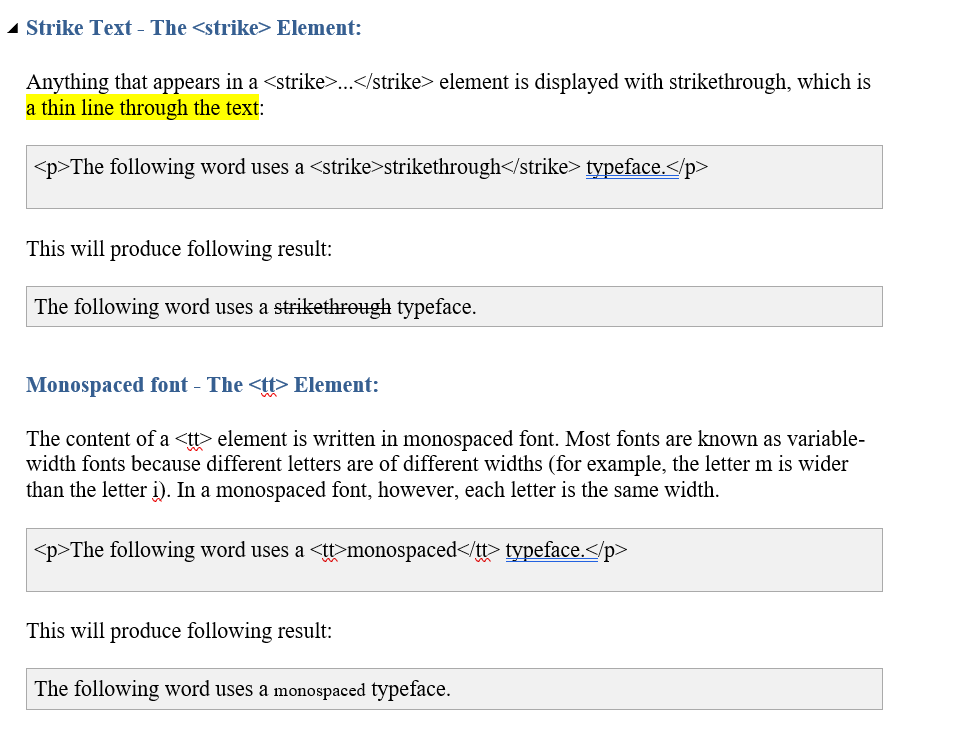 Strike Text - The <strike> Element:
Anything that appears in a <strike>...</strike> element is displayed with strikethrough, which is
a thin line through the text:
<p>The following word uses a <strike>strikethrough</strike> typeface.</p>
This will produce following result:
The following word uses a strikethrough typeface.
Monospaced font - The <tt> Element:
The content of a <tt> element is written in monospaced font. Most fonts are known as variable-
width fonts because different letters are of different widths (for example, the letter m is wider
than the letter i). In a monospaced font, however, each letter is the same width.
<p>The following word uses a <tt>monospaced</tt> typeface.</p>
This will produce following result:
The following word uses a monospaced typeface.